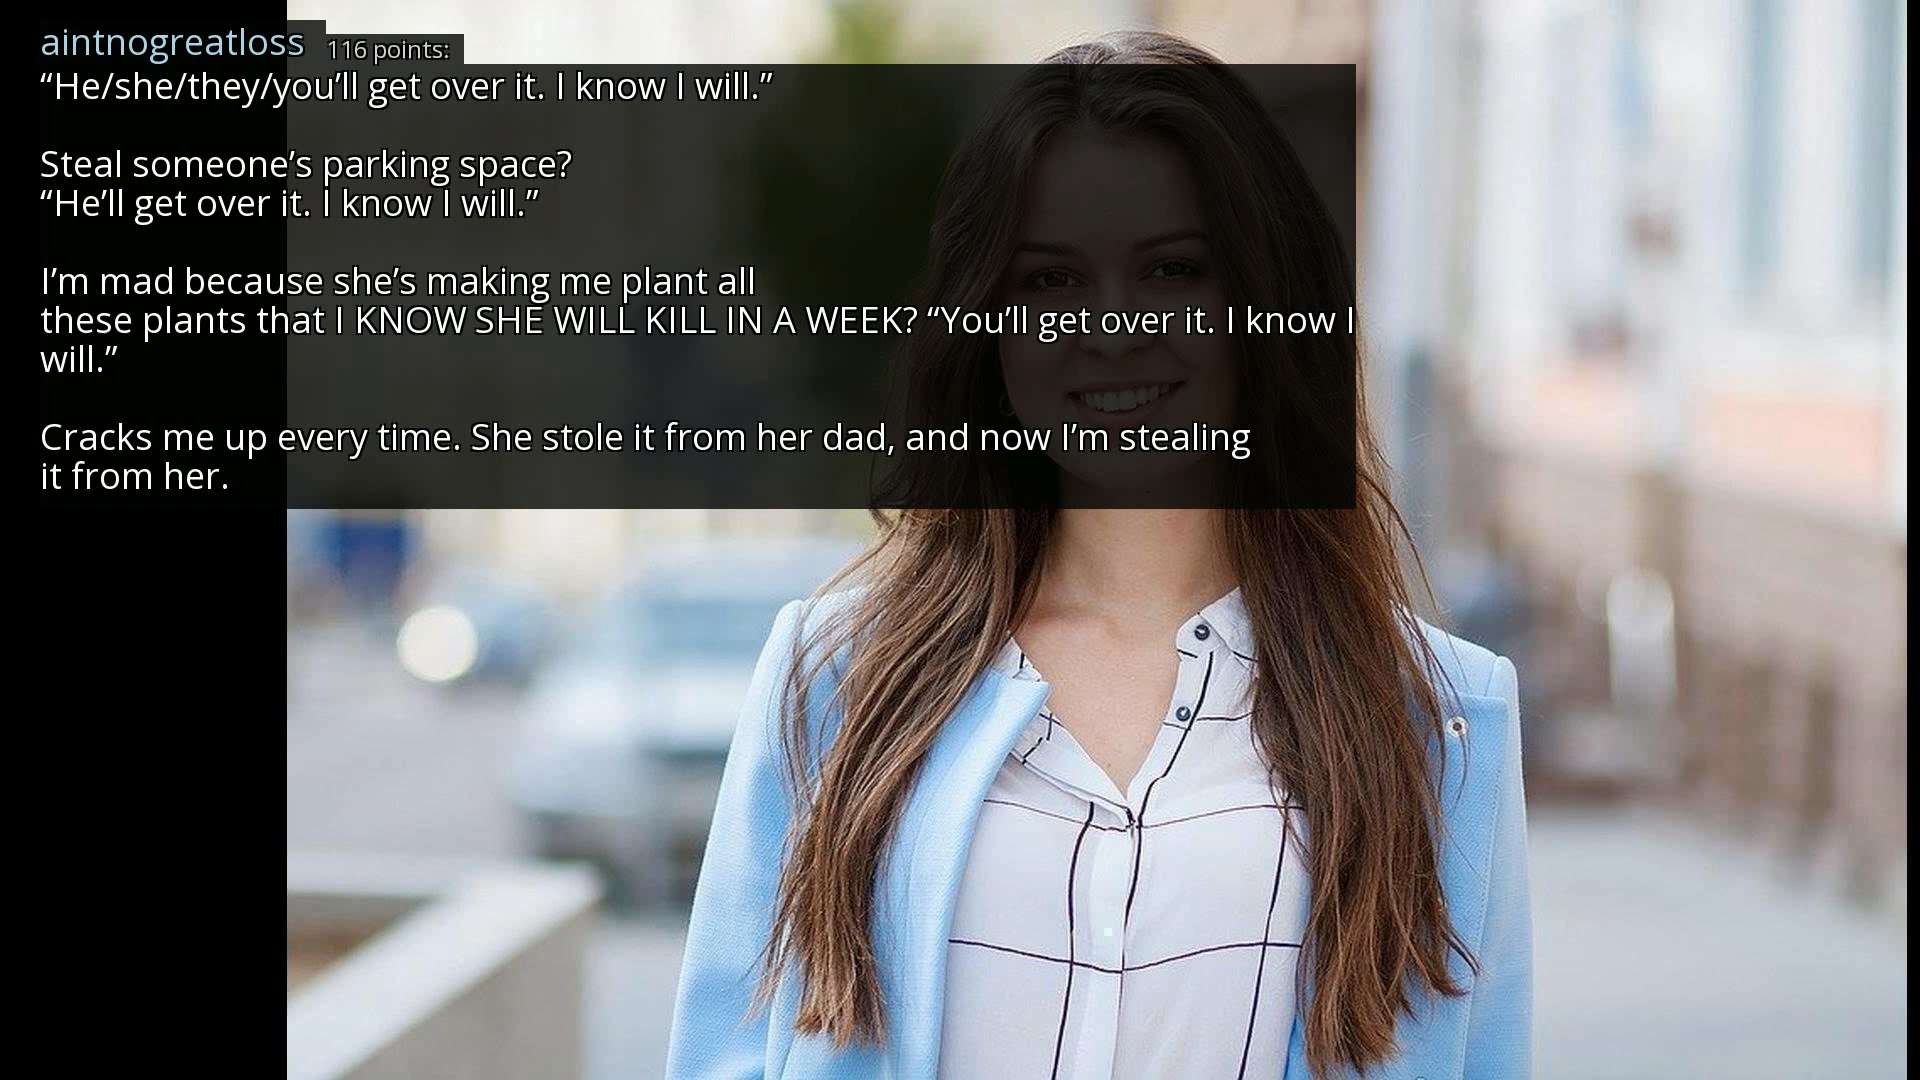 aintnogreatloss 116 points:
“He/she/they/you’ll get over it. I know I will.”
Steal someone’s parking space?
“He’ll get over it. I know I will.”
I’m mad because she’s making me plant all
these plants that I KNOW SHE WILL KILL IN A WEEK? “You’ll get over it. I know I
will.”
Cracks me up every time. She stole it from her dad, and now I’m stealing
it from her.